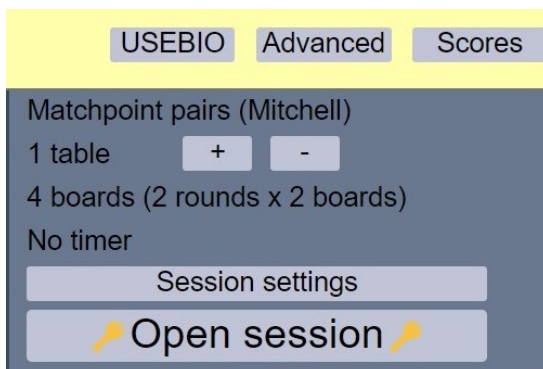 USEBIO Advanced Scores
Matchpoint pairs (Mitchell)
1 table + -
4 boards (2 rounds x 2 boards)
No timer
Session settings
Open session